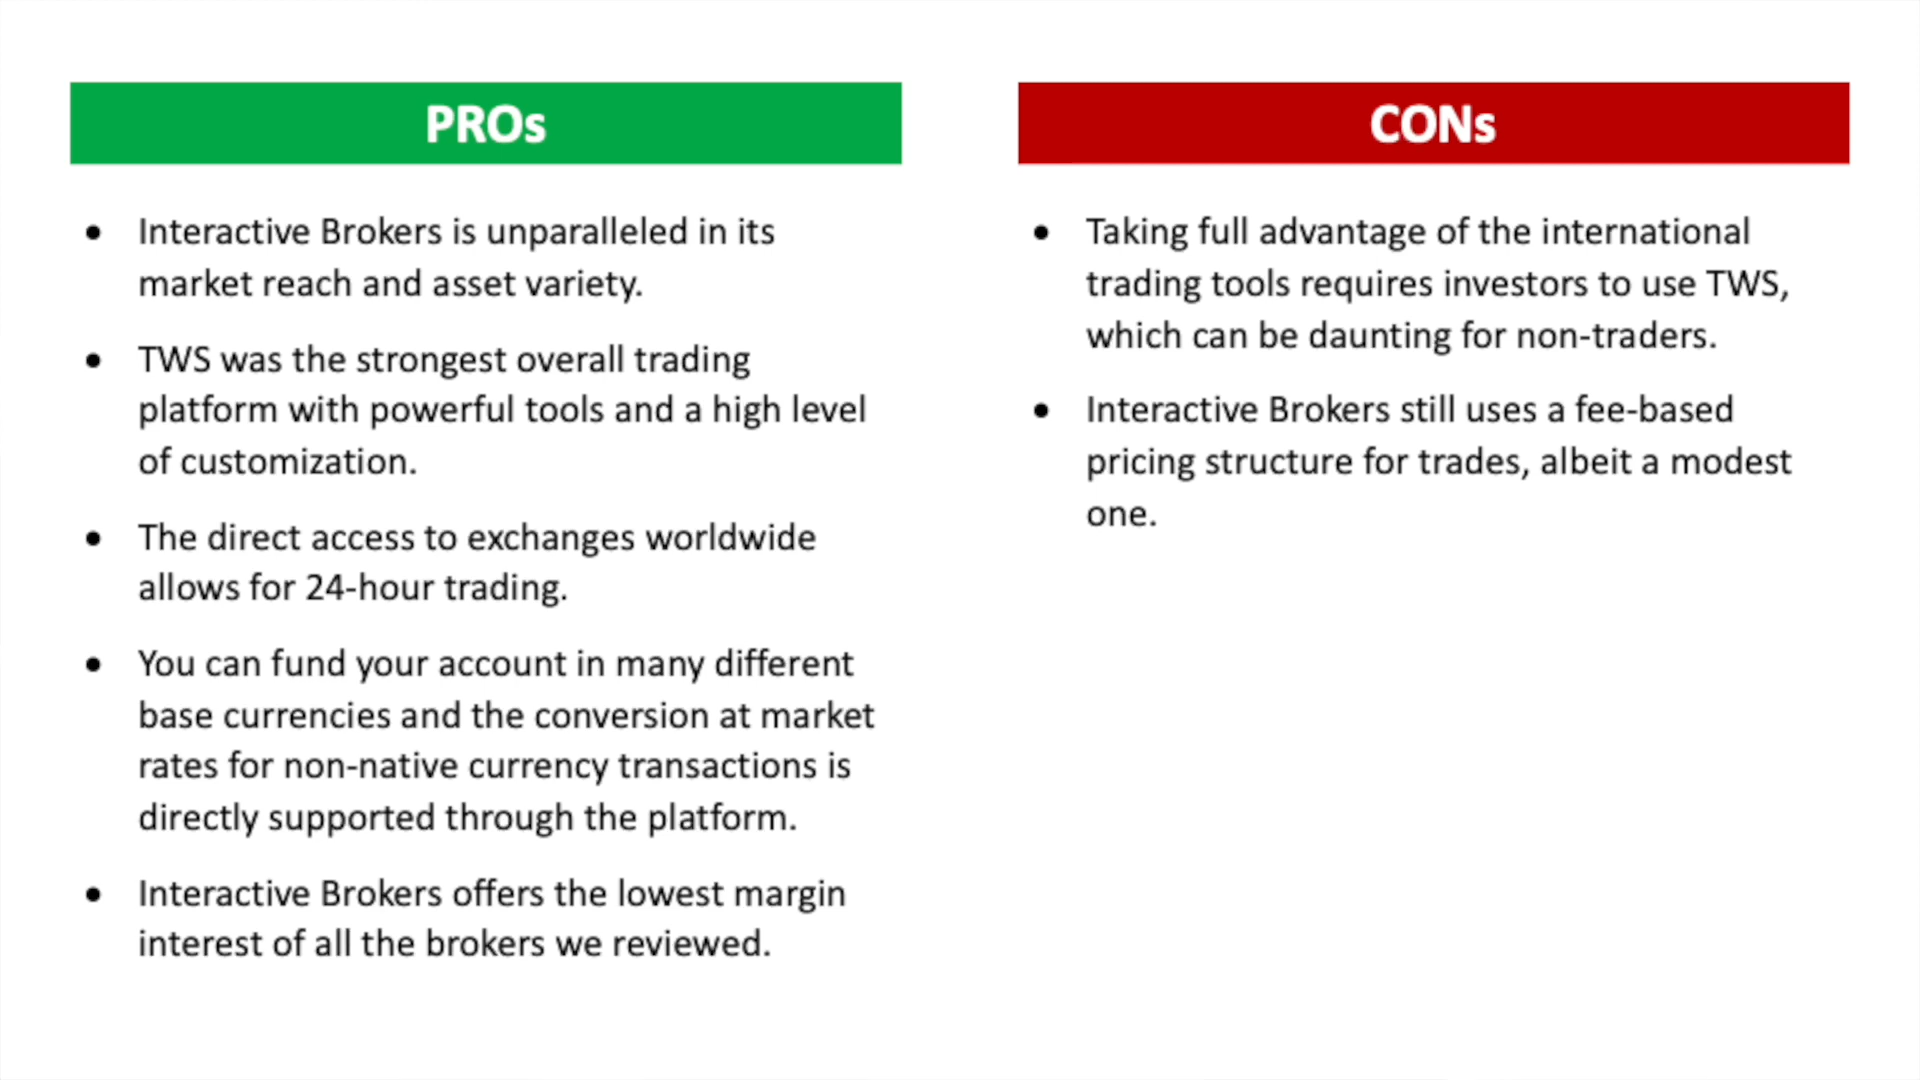 PROs
• Interactive Brokers is unparalleled in its
market reach and asset variety.
• TWS was the strongest overall trading
platform with powerful tools and a high level
of customization.
• The direct access to exchanges worldwide
allows for 24-hour trading.
• You can fund your account in many different
base currencies and the conversion at market
rates for non-native currency transactions is
directly supported through the platform.
• Interactive Brokers offers the lowest margin
interest of all the brokers we reviewed.
CONs
• Taking full advantage of the international
trading tools requires investors to use TWS,
which can be daunting for non-traders.
• Interactive Brokers still uses a fee-based
pricing structure for trades, albeit a modest
one.